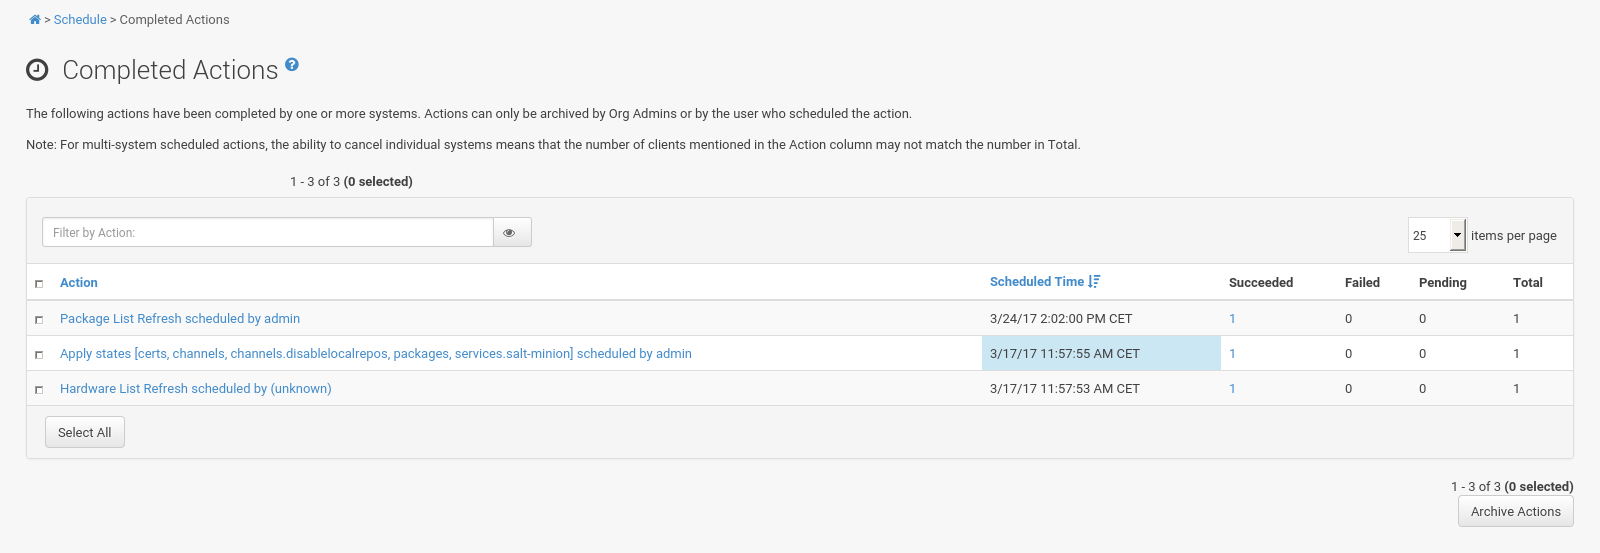 > Schedule > Completed Actions
Completed Actions ?
The following actions have been completed by one or more systems. Actions can only be archived by Org Admins or by the user who scheduled the action.
Note: For multi-system scheduled actions, the ability to cancel individual systems means that the number of clients mentioned in the Action column may not match the number in Total.
1 - 3 of 3 (0 selected)
Filter by Action: 25 items per page
Action Scheduled Time Succeeded Failed Pending Total
Package List Refresh scheduled by admin 3/24/17 2:02:00 PM CET 1 0 0 1
Apply states [certs, channels, channels.disablelocalrepos, packages, services.salt-minion] scheduled by admin 3/17/17 11:57:55 AM CET 1 0 0 1
Hardware List Refresh scheduled by (unknown) 3/17/17 11:57:53 AM CET 1 0 0 1
Select All
1 - 3 of 3 (0 selected)
Archive Actions